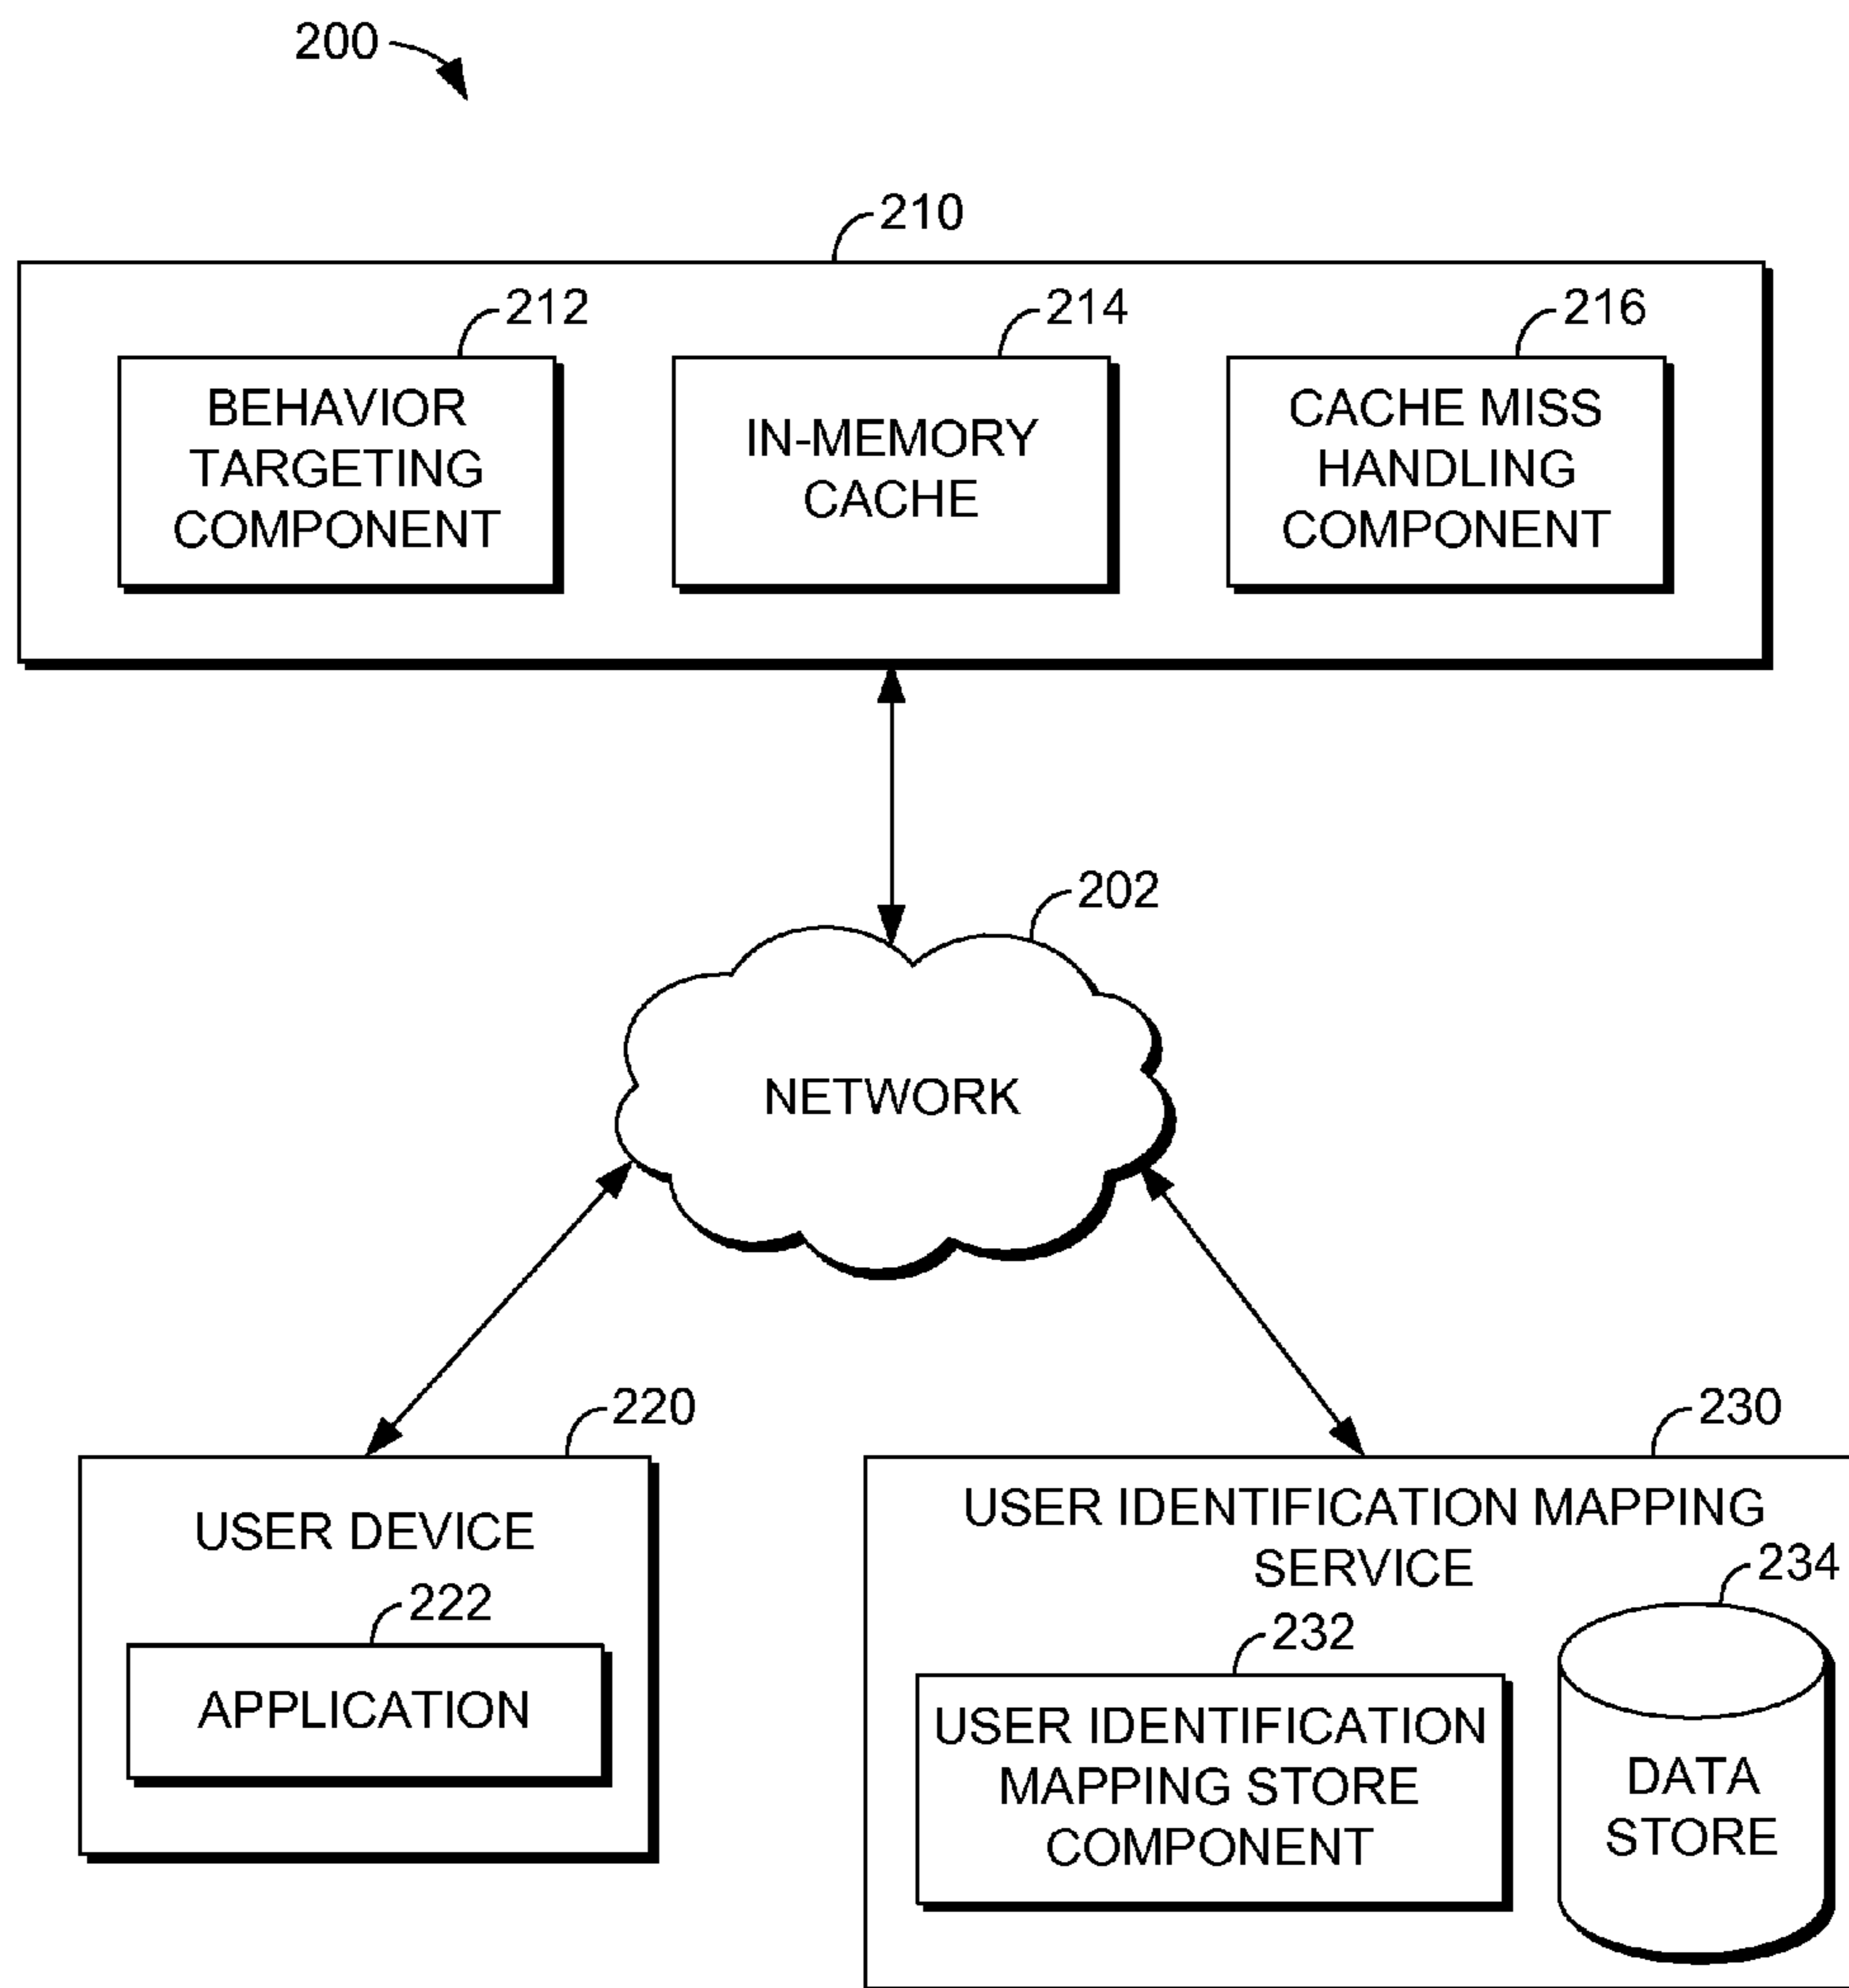 200
210
212
214
216
BEHAVIOR
TARGETING
COMPONENT
IN-MEMORY
CACHE
CACHE MISS
HANDLING
COMPONENT
202
NETWORK
220
USER DEVICE
222
APPLICATION
230
USER IDENTIFICATION MAPPING
SERVICE
234
232
USER IDENTIFICATION
MAPPING STORE
COMPONENT
DATA
STORE